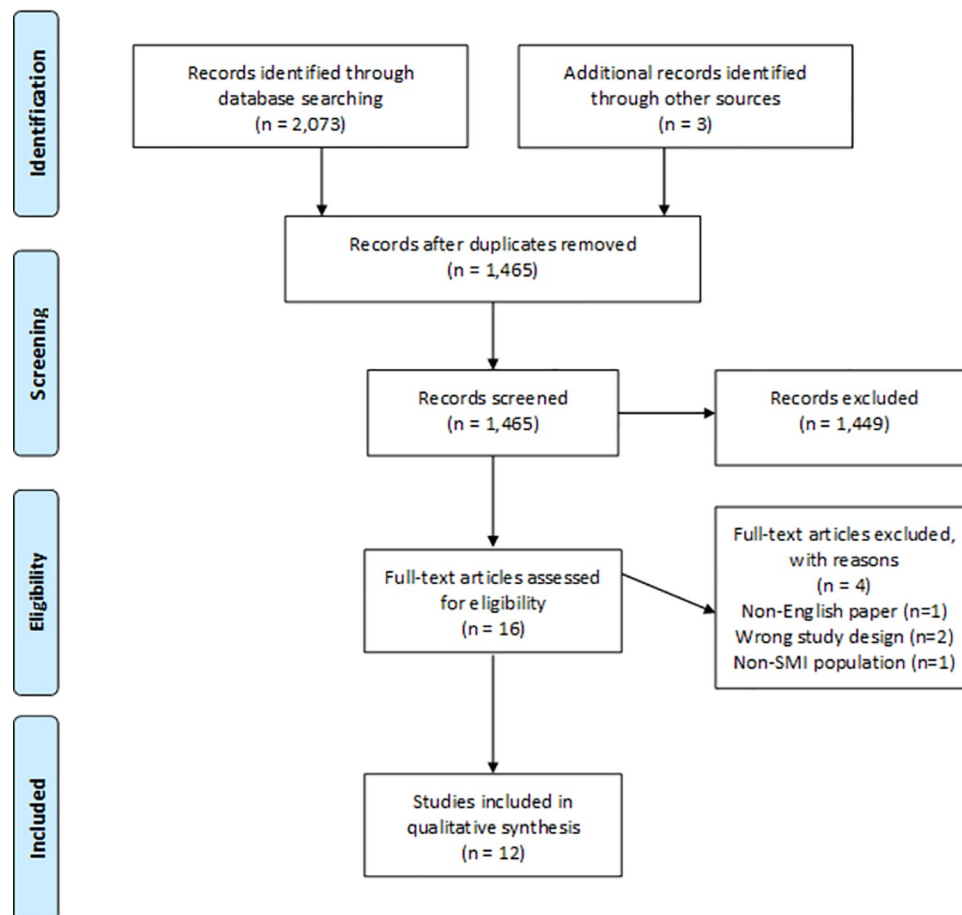 Identification
Records identified through
database searching
(n = 2,073)
Additional records identified
through other sources
(n = 3)
Records after duplicates removed
(n = 1,465)
Screening
Records screened
(n = 1,465)
Records excluded
(n = 1,449)
Eligibility
Full-text articles assessed
for eligibility
(n = 16)
Full-text articles excluded,
with reasons
(n = 4)
Non-English paper (n=1)
Wrong study design (n=2)
Non-SMI population (n=1)
Included
Studies included in
qualitative synthesis
(n = 12)